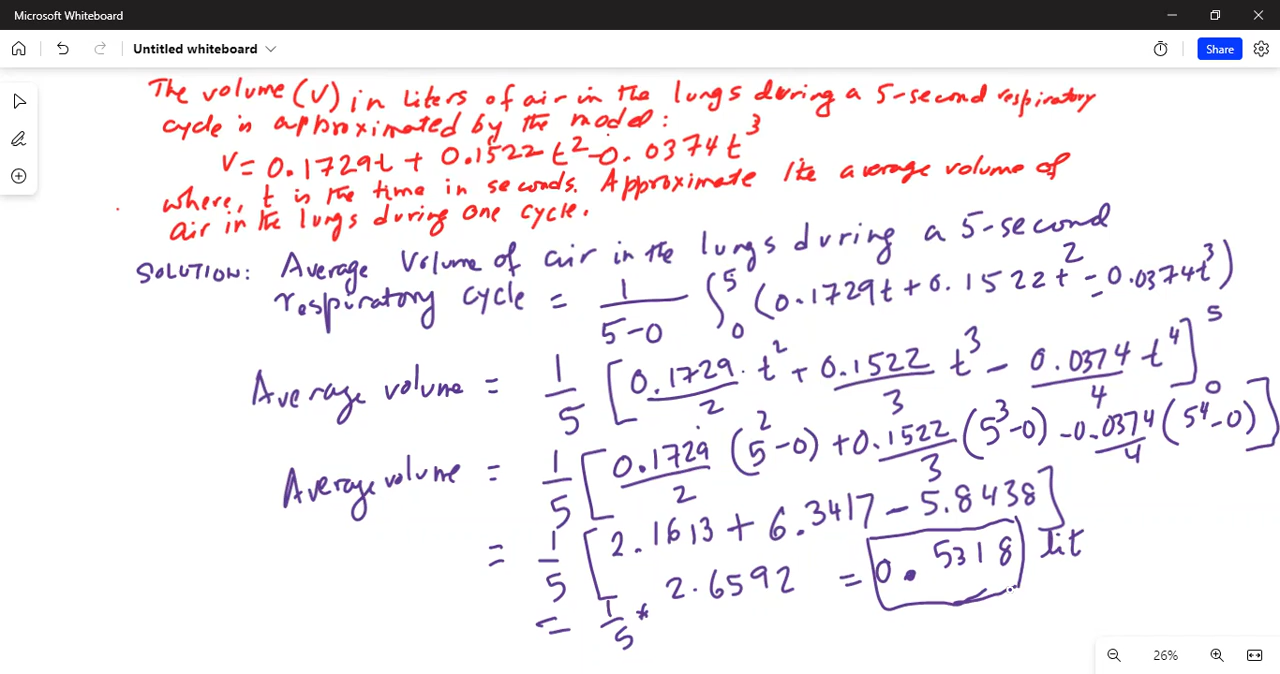 Microsoft Whiteboard
Untitled whiteboard
Share
The volume (V) in liters of air in the lungs during a 5-second respiratory
cycle is approximated by the model:
V= 0.1729t + 0.1522t² - 0.0374t³
where, t is the time in seconds. Approximate the average volume of
air in the lungs during one cycle.
SOLUTION: Average Volume of air in the lungs during a 5-second
respiratory cycle = 1/(5-0) ∫₀⁵ (0.1729t + 0.1522t² - 0.0374t³)
Average volume = 1/5 [0.1729/2 · t² + 0.1522/3 t³ - 0.0374/4 t⁴]₀⁵
Average volume = 1/5 [0.1729/2 (5²-0) + 0.1522/3 (5³-0) - 0.0374/4 (5⁴-0)]
= 1/5 [2.1613 + 6.3417 - 5.8438]
= 1/5 * 2.6592 = 0.5318 lit
26%